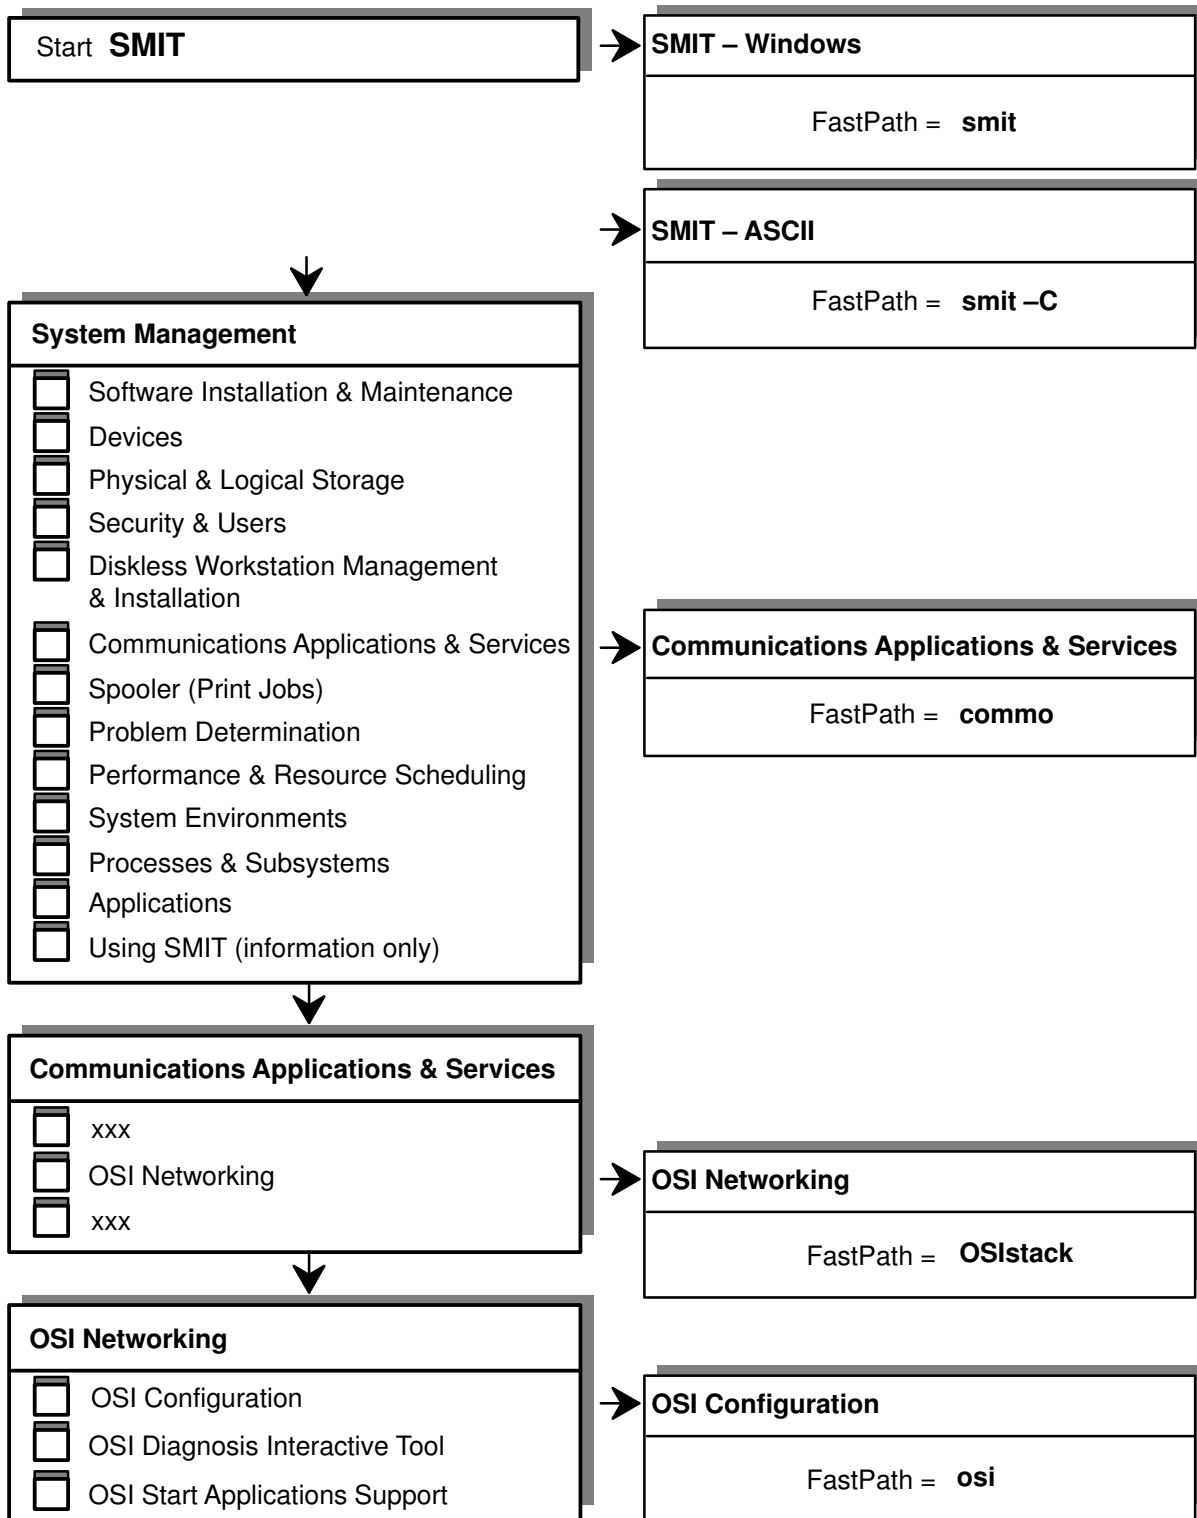 Start SMIT
SMIT – Windows
FastPath = smit
SMIT – ASCII
FastPath = smit –C
System Management
Software Installation & Maintenance
Devices
Physical & Logical Storage
Security & Users
Diskless Workstation Management
& Installation
Communications Applications & Services
Spooler (Print Jobs)
Problem Determination
Performance & Resource Scheduling
System Environments
Processes & Subsystems
Applications
Using SMIT (information only)
Communications Applications & Services
FastPath = commo
Communications Applications & Services
xxx
OSI Networking
xxx
OSI Networking
FastPath = OSIstack
OSI Networking
OSI Configuration
OSI Diagnosis Interactive Tool
OSI Start Applications Support
OSI Configuration
FastPath = osi